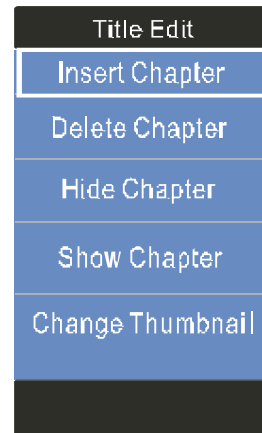 Title Edit
Insert Chapter
Delete Chapter
Hide Chapter
Show Chapter
Change Thumbnail